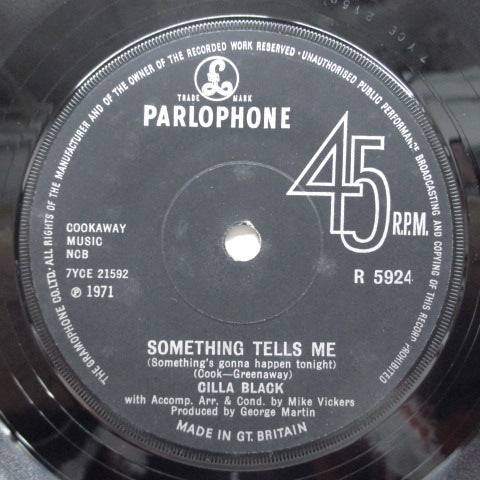 THE GRAMOPHONE CO.LTD. ALL RIGHTS OF THE MANUFACTURER AND OF THE OWNER OF THE RECORDED WORK RESERVED · UNAUTHORISED PUBLIC PERFORMANCE BROADCASTING AND COPYING OF THIS RECORD PROHIBITED
£
TRADE MARK
PARLOPHONE
45 R.P.M.
COOKAWAY
MUSIC
NCB
7YCE 21592
℗ 1971
R 5924
SOMETHING TELLS ME
(Something's gonna happen tonight)
(Cook—Greenaway)
CILLA BLACK
with Accomp. Arr. & Cond. by Mike Vickers
Produced by George Martin
MADE IN GT. BRITAIN